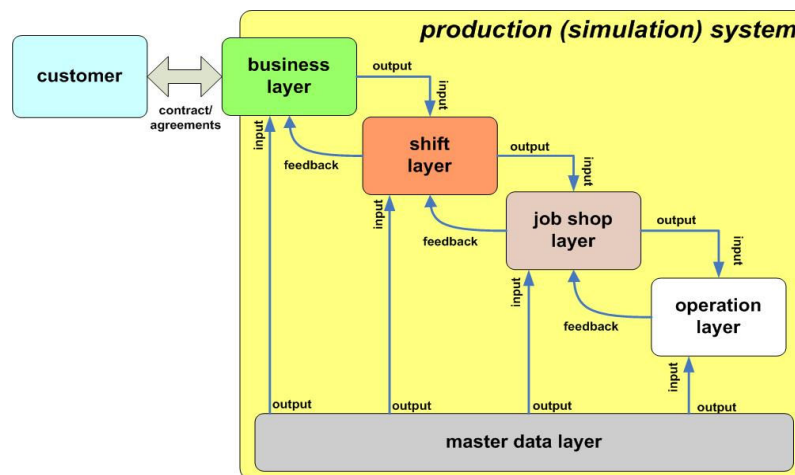 production (simulation) system
customer
contract/
agreements
business
layer
output
input
input
feedback
shift
layer
output
input
input
feedback
job shop
layer
output
input
input
feedback
operation
layer
input
output
output
output
output
master data layer